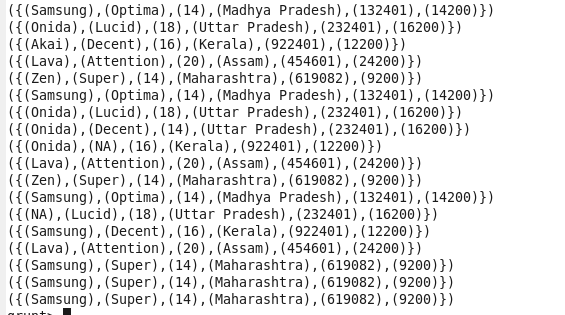 ({(Samsung),(Optima),(14),(Madhya Pradesh),(132401),(14200)})
({(Onida),(Lucid),(18),(Uttar Pradesh),(232401),(16200)})
({(Akai),(Decent),(16),(Kerala),(922401),(12200)})
({(Lava),(Attention),(20),(Assam),(454601),(24200)})
({(Zen),(Super),(14),(Maharashtra),(619082),(9200)})
({(Samsung),(Optima),(14),(Madhya Pradesh),(132401),(14200)})
({(Onida),(Lucid),(18),(Uttar Pradesh),(232401),(16200)})
({(Onida),(Decent),(14),(Uttar Pradesh),(232401),(16200)})
({(Onida),(NA),(16),(Kerala),(922401),(12200)})
({(Lava),(Attention),(20),(Assam),(454601),(24200)})
({(Zen),(Super),(14),(Maharashtra),(619082),(9200)})
({(Samsung),(Optima),(14),(Madhya Pradesh),(132401),(14200)})
({(NA),(Lucid),(18),(Uttar Pradesh),(232401),(16200)})
({(Samsung),(Decent),(16),(Kerala),(922401),(12200)})
({(Lava),(Attention),(20),(Assam),(454601),(24200)})
({(Samsung),(Super),(14),(Maharashtra),(619082),(9200)})
({(Samsung),(Super),(14),(Maharashtra),(619082),(9200)})
({(Samsung),(Super),(14),(Maharashtra),(619082),(9200)})
grunt>